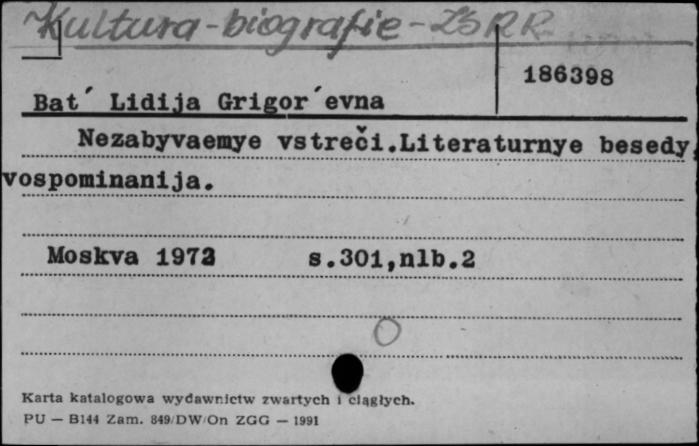 Kultura-biografie-ZSRR
186398
Bat´ Lidija Grigor´evna
Nezabyvaemye vstreči.Literaturnye besedy,
vospominanija.
Moskva 1972 s.301,nlb.2
Karta katalogowa wydawnictw zwartych i ciągłych.
PU — B144 Zam. 849/DW/On ZGG — 1991